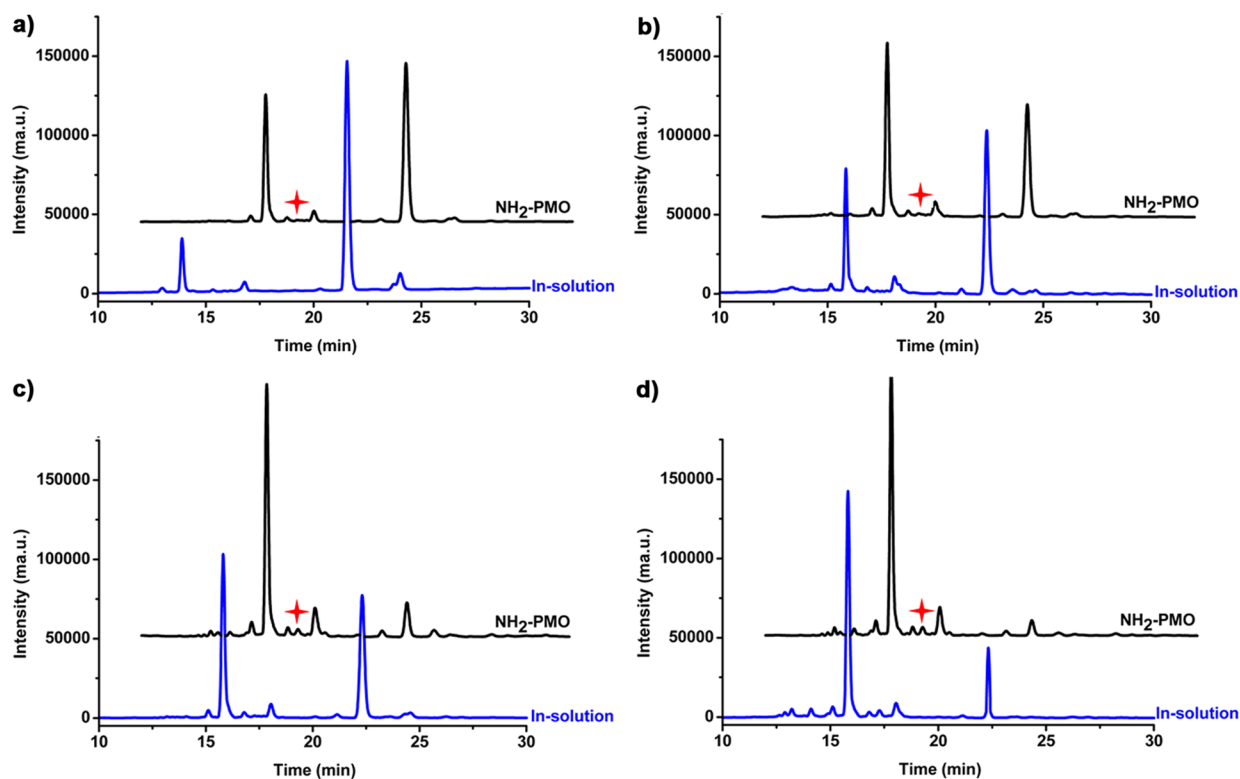 a)
Intensity (ma.u.)
150000
100000
50000
0
NH2-PMO
In-solution
10 15 20 25 30
Time (min)
b)
Intensity (ma.u.)
150000
100000
50000
0
NH2-PMO
In-solution
10 15 20 25 30
Time (min)
c)
Intensity (ma.u.)
150000
100000
50000
0
NH2-PMO
In-solution
10 15 20 25 30
Time (min)
d)
Intensity (ma.u.)
150000
100000
50000
0
NH2-PMO
In-solution
10 15 20 25 30
Time (min)